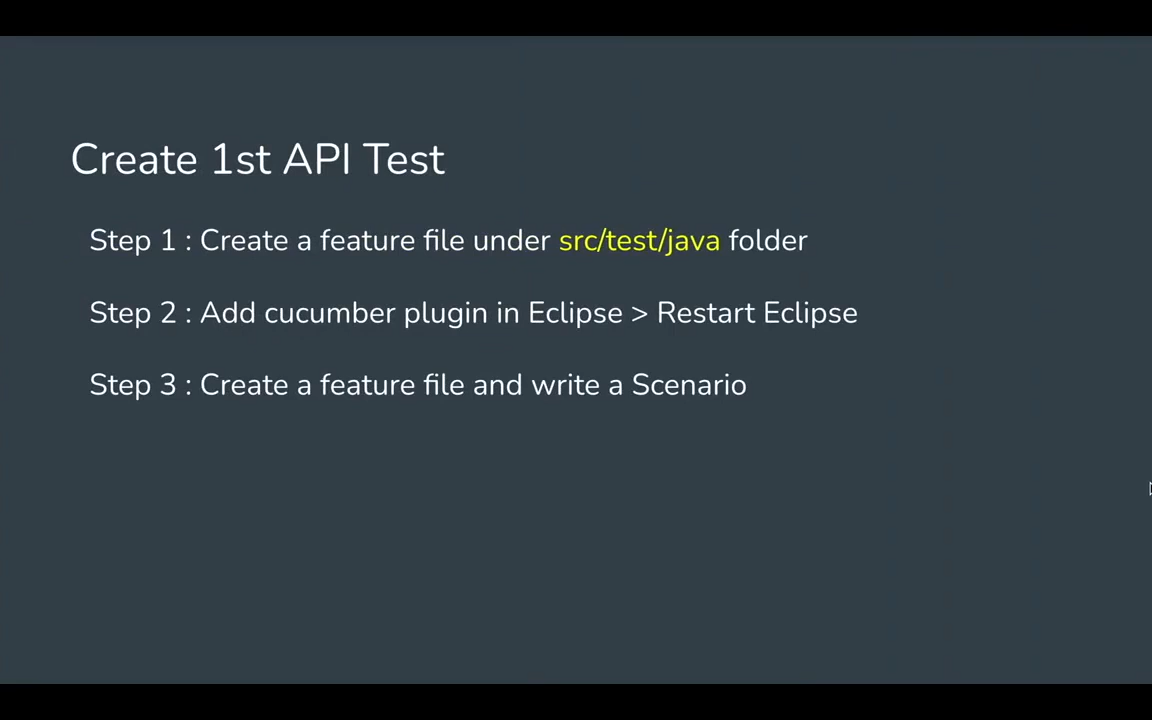 Create 1st API Test
Step 1 : Create a feature file under src/test/java folder
Step 2 : Add cucumber plugin in Eclipse > Restart Eclipse
Step 3 : Create a feature file and write a Scenario